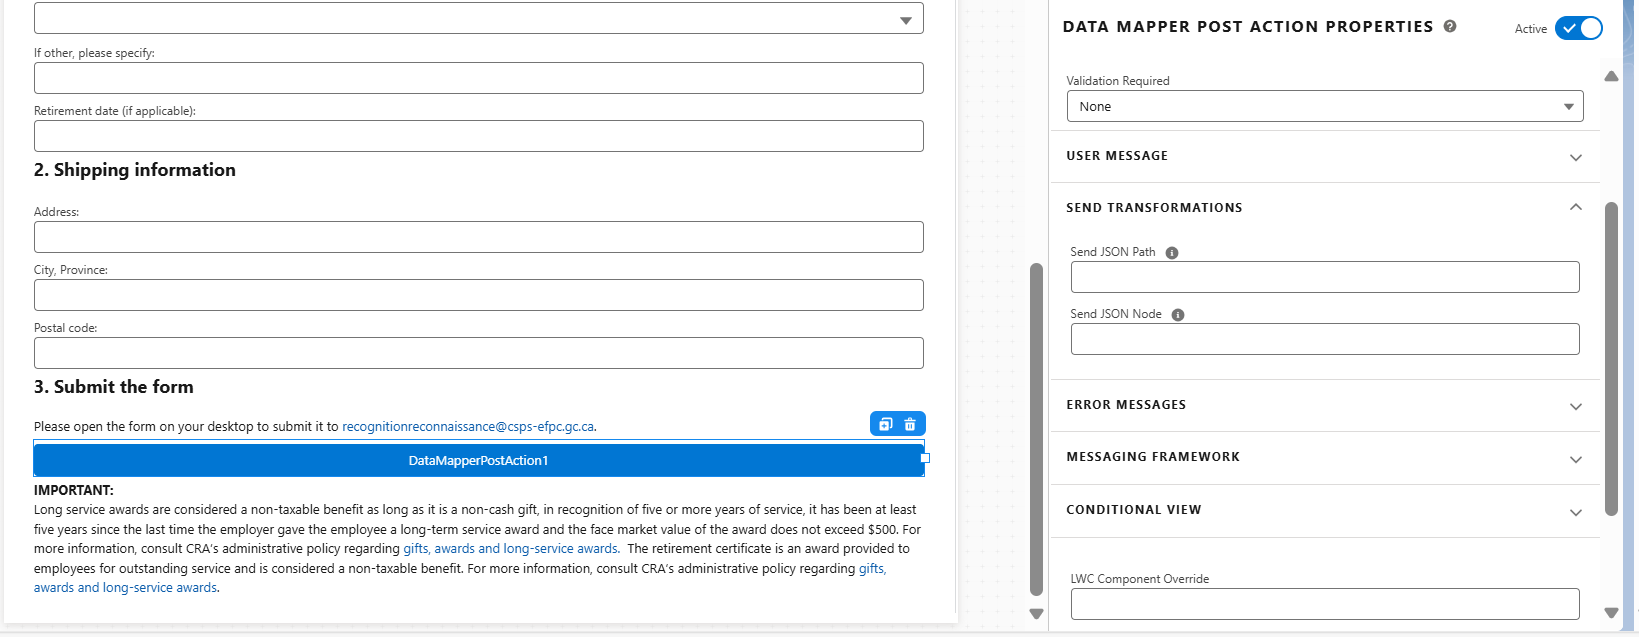 If other, please specify:
Retirement date (if applicable):
2. Shipping information
Address:
City, Province:
Postal code:
3. Submit the form
Please open the form on your desktop to submit it to recognitionreconnaissance@csps-efpc.gc.ca.
DataMapperPostAction1
IMPORTANT:
Long service awards are considered a non-taxable benefit as long as it is a non-cash gift, in recognition of five or more years of service, it has been at least
five years since the last time the employer gave the employee a long-term service award and the face market value of the award does not exceed $500. For
more information, consult CRA's administrative policy regarding gifts, awards and long-service awards.  The retirement certificate is an award provided to
employees for outstanding service and is considered a non-taxable benefit. For more information, consult CRA's administrative policy regarding gifts,
awards and long-service awards.
DATA MAPPER POST ACTION PROPERTIES
Active
Validation Required
None
USER MESSAGE
SEND TRANSFORMATIONS
Send JSON Path
Send JSON Node
ERROR MESSAGES
MESSAGING FRAMEWORK
CONDITIONAL VIEW
LWC Component Override